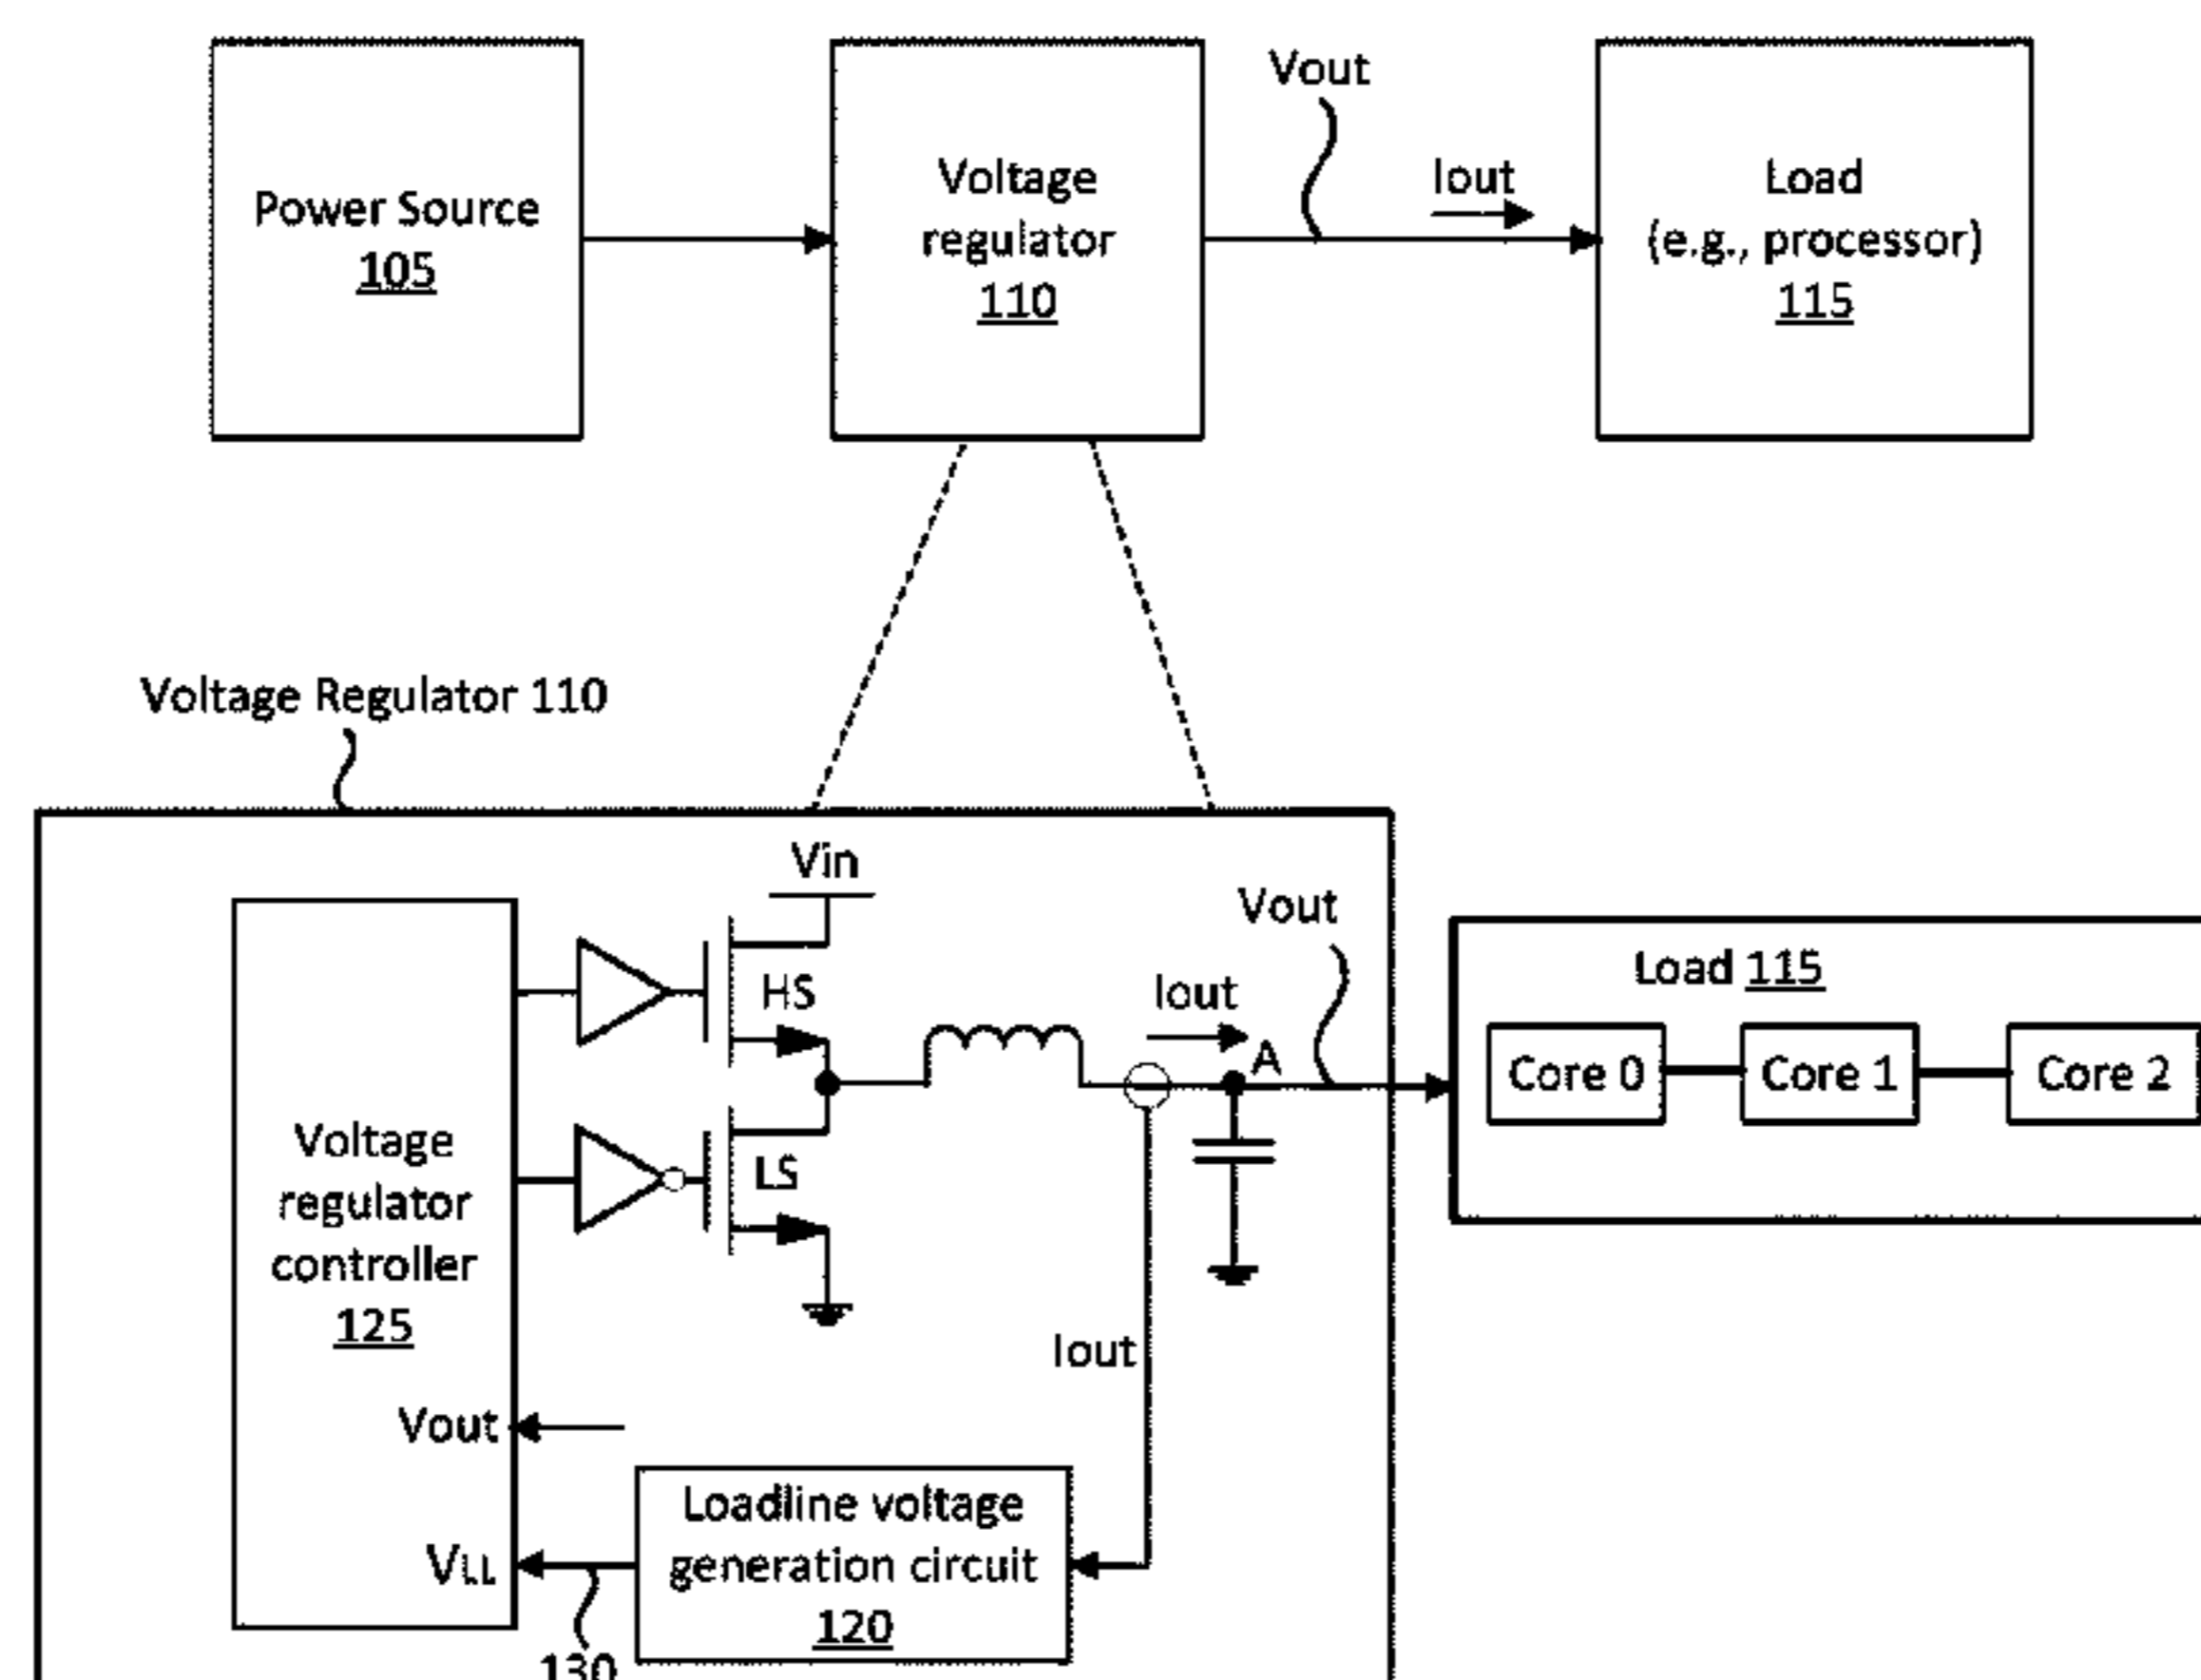 Power Source
105
Voltage
regulator
110
Vout
Iout
Load
(e.g., processor)
115
Voltage Regulator 110
Vin
HS
LS
Voltage
regulator
controller
125
Vout
VLL
Iout
A
Vout
Load 115
Core 0
Core 1
Core 2
Iout
Loadline voltage
generation circuit
120
130